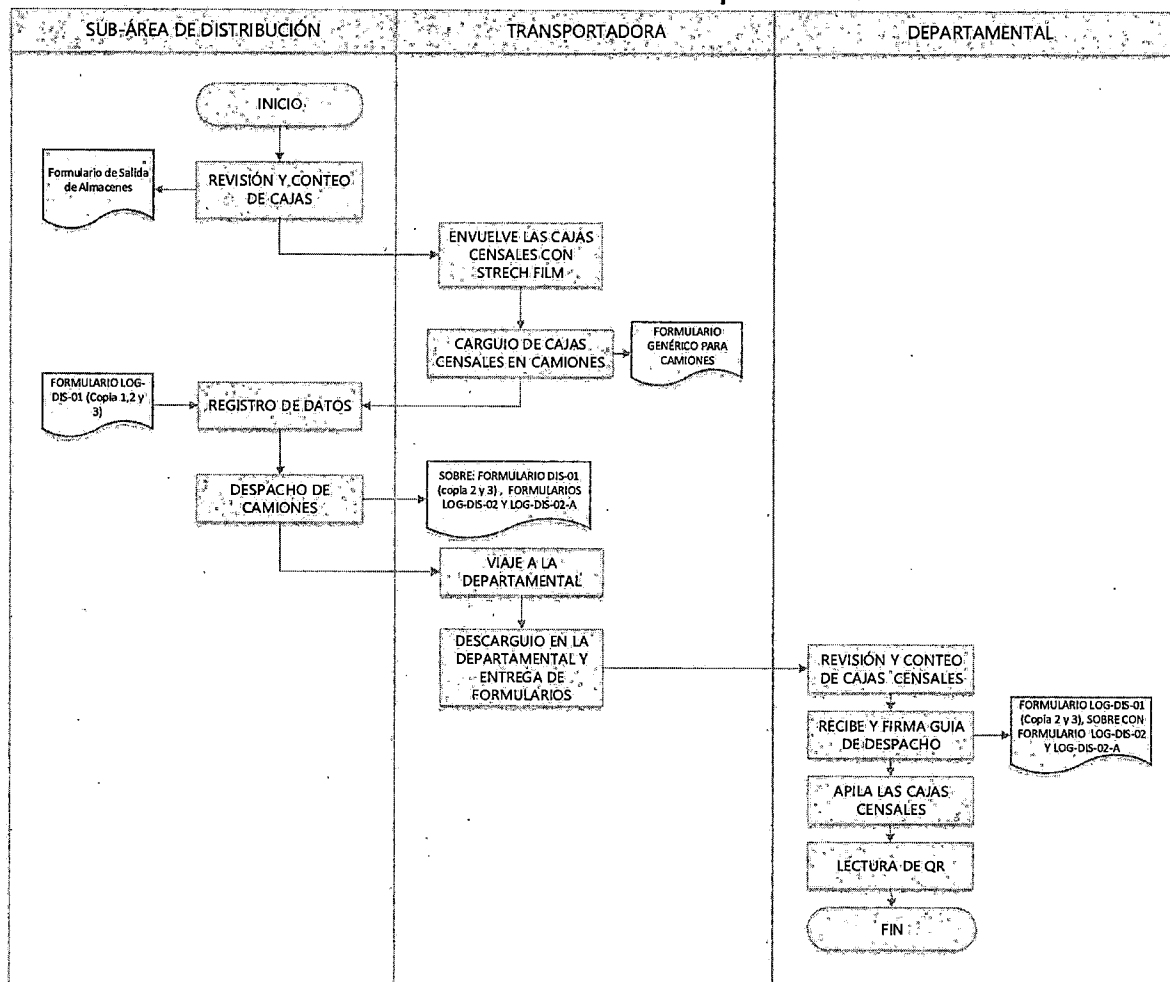 SUB-ÁREA DE DISTRIBUCIÓN
TRANSPORTADORA
DEPARTAMENTAL
INICIO
Formulario de Salida
de Almacenes
REVISIÓN Y CONTEO
DE CAJAS
ENVUELVE LAS CAJAS
CENSALES CON
STRECH FILM
CARGUIO DE CAJAS
CENSALES EN CAMIONES
FORMULARIO
GENÉRICO PARA
CAMIONES
FORMULARIO LOG-
DIS-01 (Copia 1,2 y
3)
REGISTRO DE DATOS
DESPACHO DE
CAMIONES
SOBRE: FORMULARIO DIS-01
(copia 2 y 3) , FORMULARIOS
LOG-DIS-02 Y LOG-DIS-02-A
VIAJE A LA
DEPARTAMENTAL
DESCARGUIO EN LA
DEPARTAMENTAL Y
ENTREGA DE
FORMULARIOS
REVISIÓN Y CONTEO
DE CAJAS CENSALES
RECIBE Y FIRMA GUIA
DE DESPACHO
FORMULARIO LOG-DIS-01
(Copia 2 y 3), SOBRE CON
FORMULARIO LOG-DIS-02
Y LOG-DIS-02-A
APILA LAS CAJAS
CENSALES
LECTURA DE QR
FIN